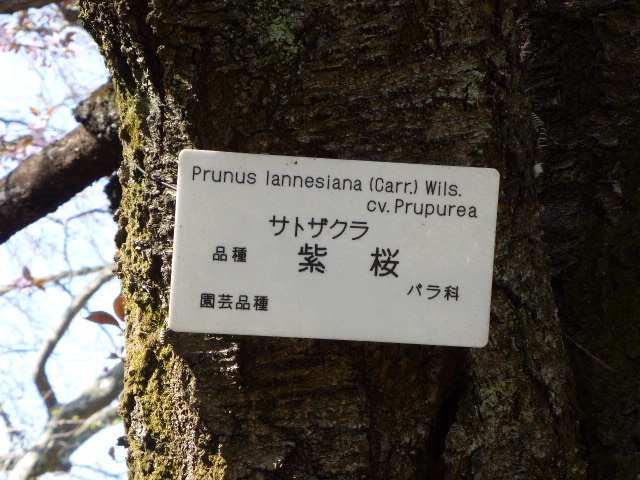 Prunus lannesiana (Carr.) Wils.
cv. Prupurea
サトザクラ
品種 紫 桜
バラ科
園芸品種